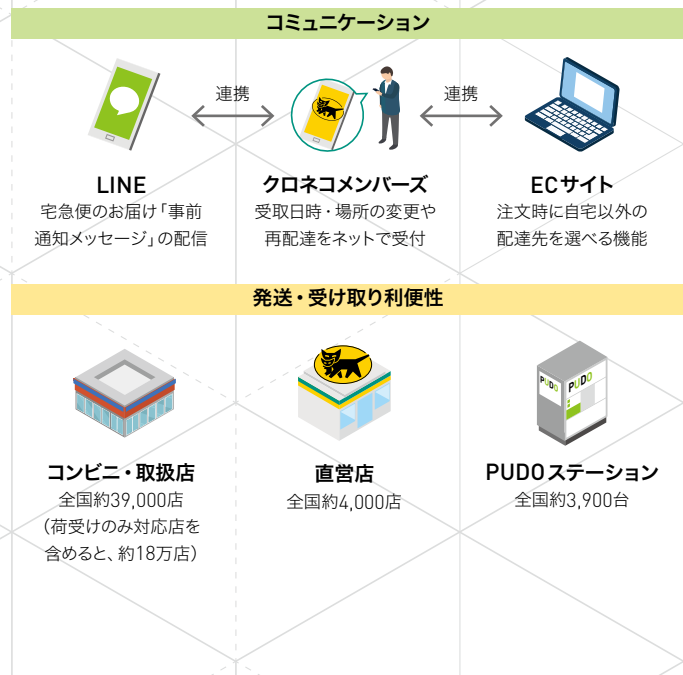 コミュニケーション
連携
連携
LINE
宅急便のお届け「事前
通知メッセージ」の配信
クロネコメンバーズ
受取日時・場所の変更や
再配達をネットで受付
ECサイト
注文時に自宅以外の
配達先を選べる機能
発送・受け取り利便性
PUDO
PUDO
コンビニ・取扱店
全国約39,000店
(荷受けのみ対応店を
含めると、約18万店)
直営店
全国約4,000店
PUDOステーション
全国約3,900台